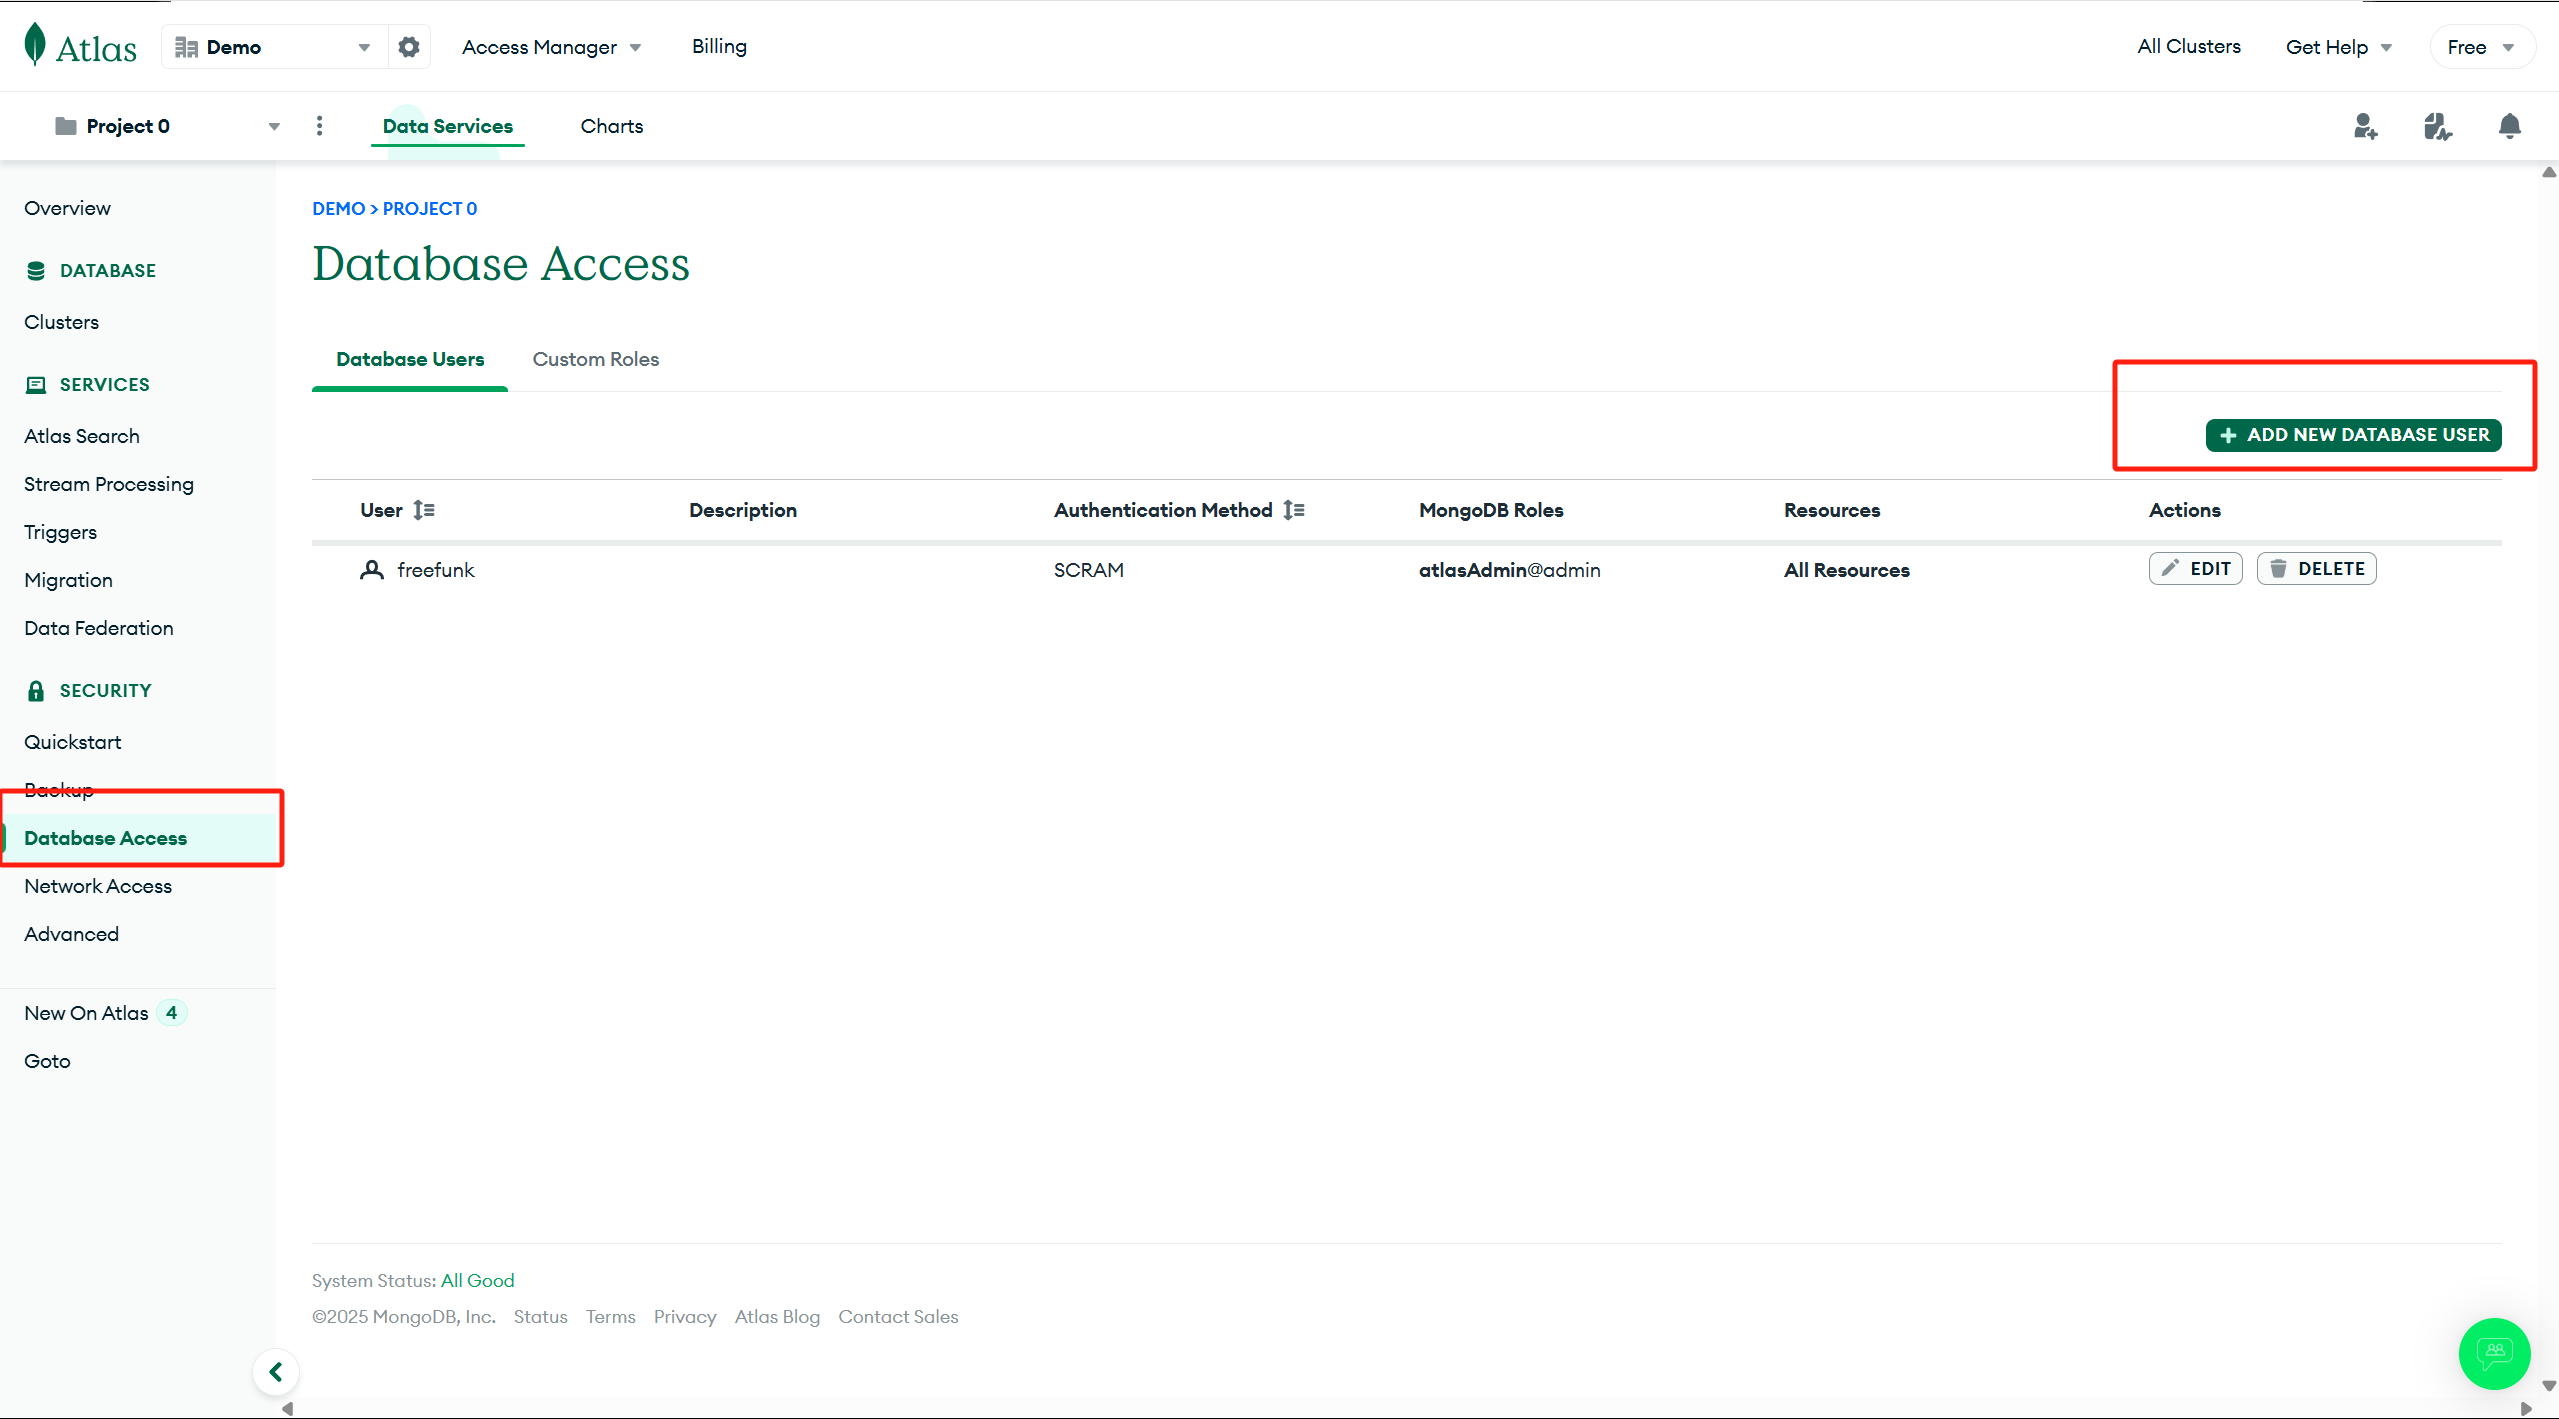 Atlas
Demo
Access Manager
Billing
All Clusters
Get Help
Free
Project 0
Data Services
Charts
Overview
DATABASE
Clusters
SERVICES
Atlas Search
Stream Processing
Triggers
Migration
Data Federation
SECURITY
Quickstart
Backup
Database Access
Network Access
Advanced
New On Atlas 4
Goto
DEMO > PROJECT 0
Database Access
Database Users
Custom Roles
+ ADD NEW DATABASE USER
User Description Authentication Method MongoDB Roles Resources Actions
freefunk SCRAM atlasAdmin@admin All Resources EDIT DELETE
System Status: All Good
©2025 MongoDB, Inc. Status Terms Privacy Atlas Blog Contact Sales